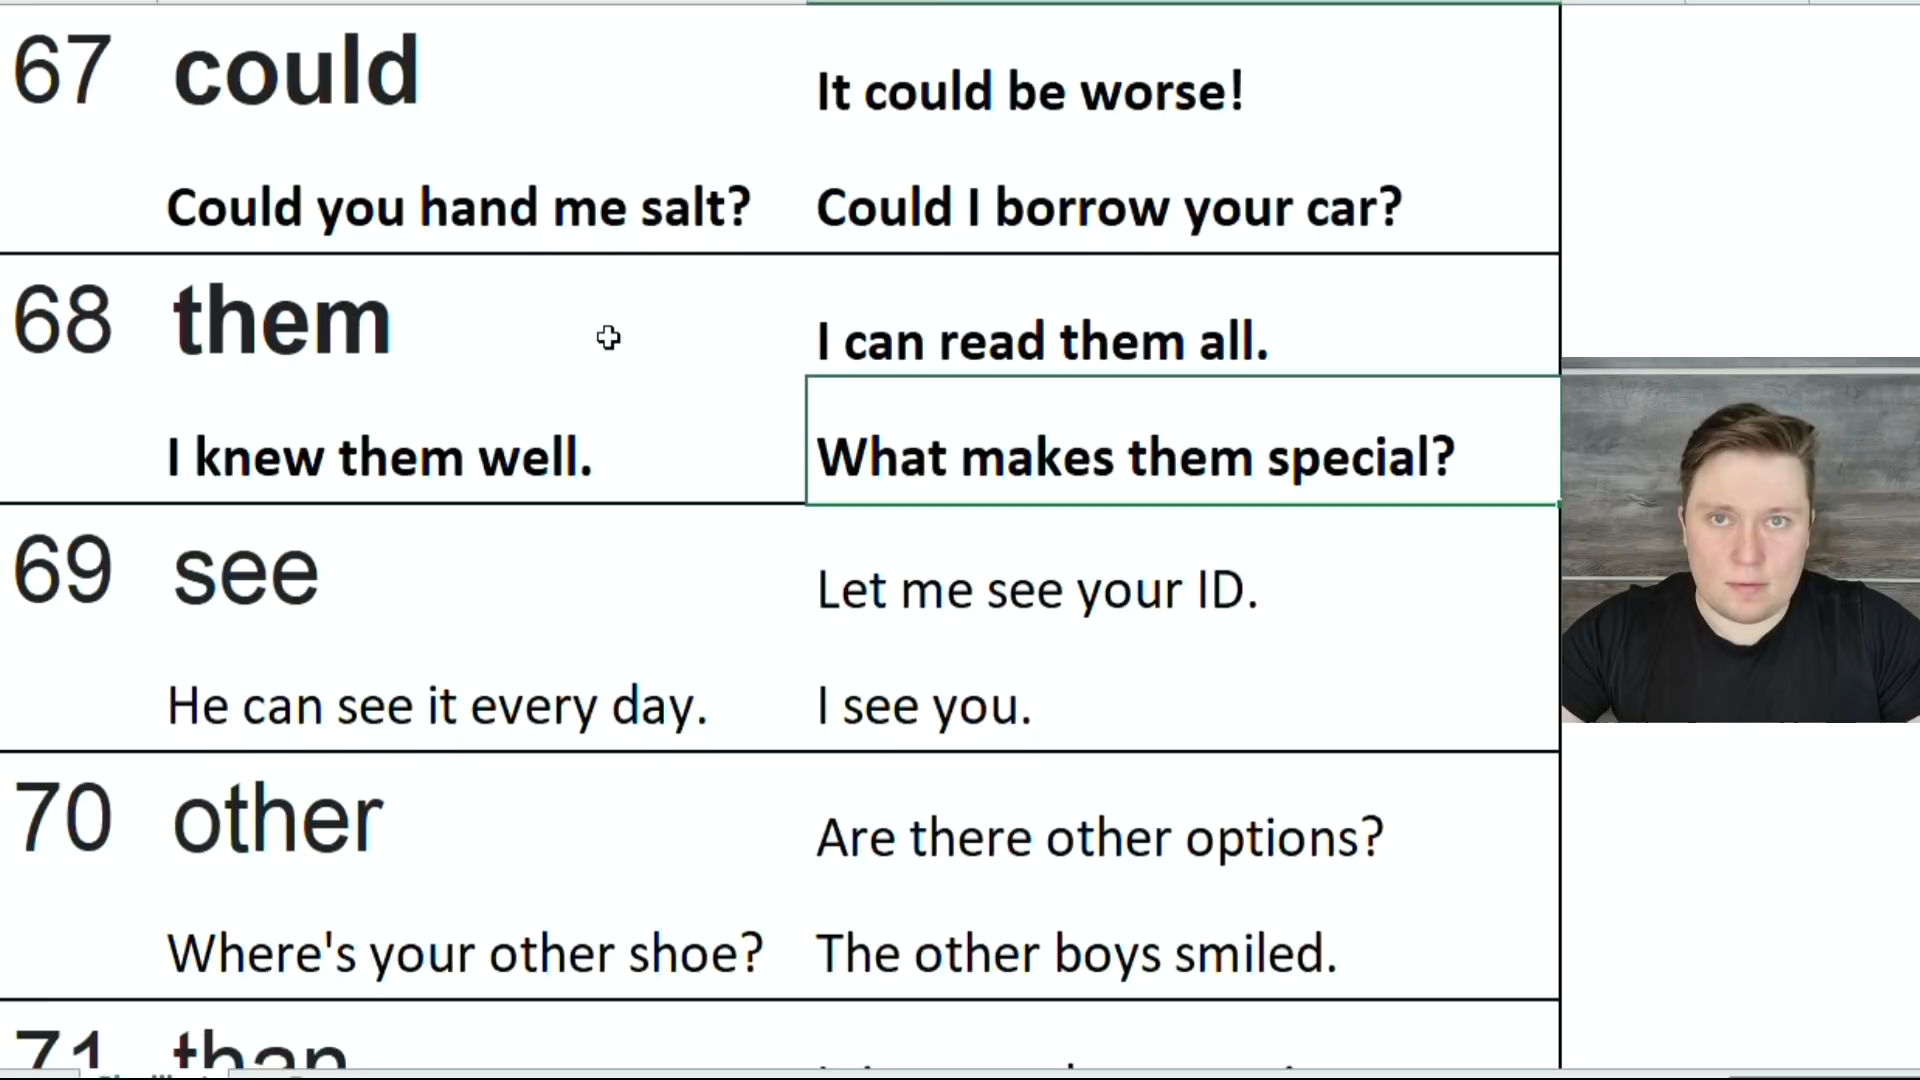 67 could It could be worse!
Could you hand me salt? Could I borrow your car?
68 them I can read them all.
I knew them well. What makes them special?
69 see Let me see your ID.
He can see it every day. I see you.
70 other Are there other options?
Where's your other shoe? The other boys smiled.
71 than